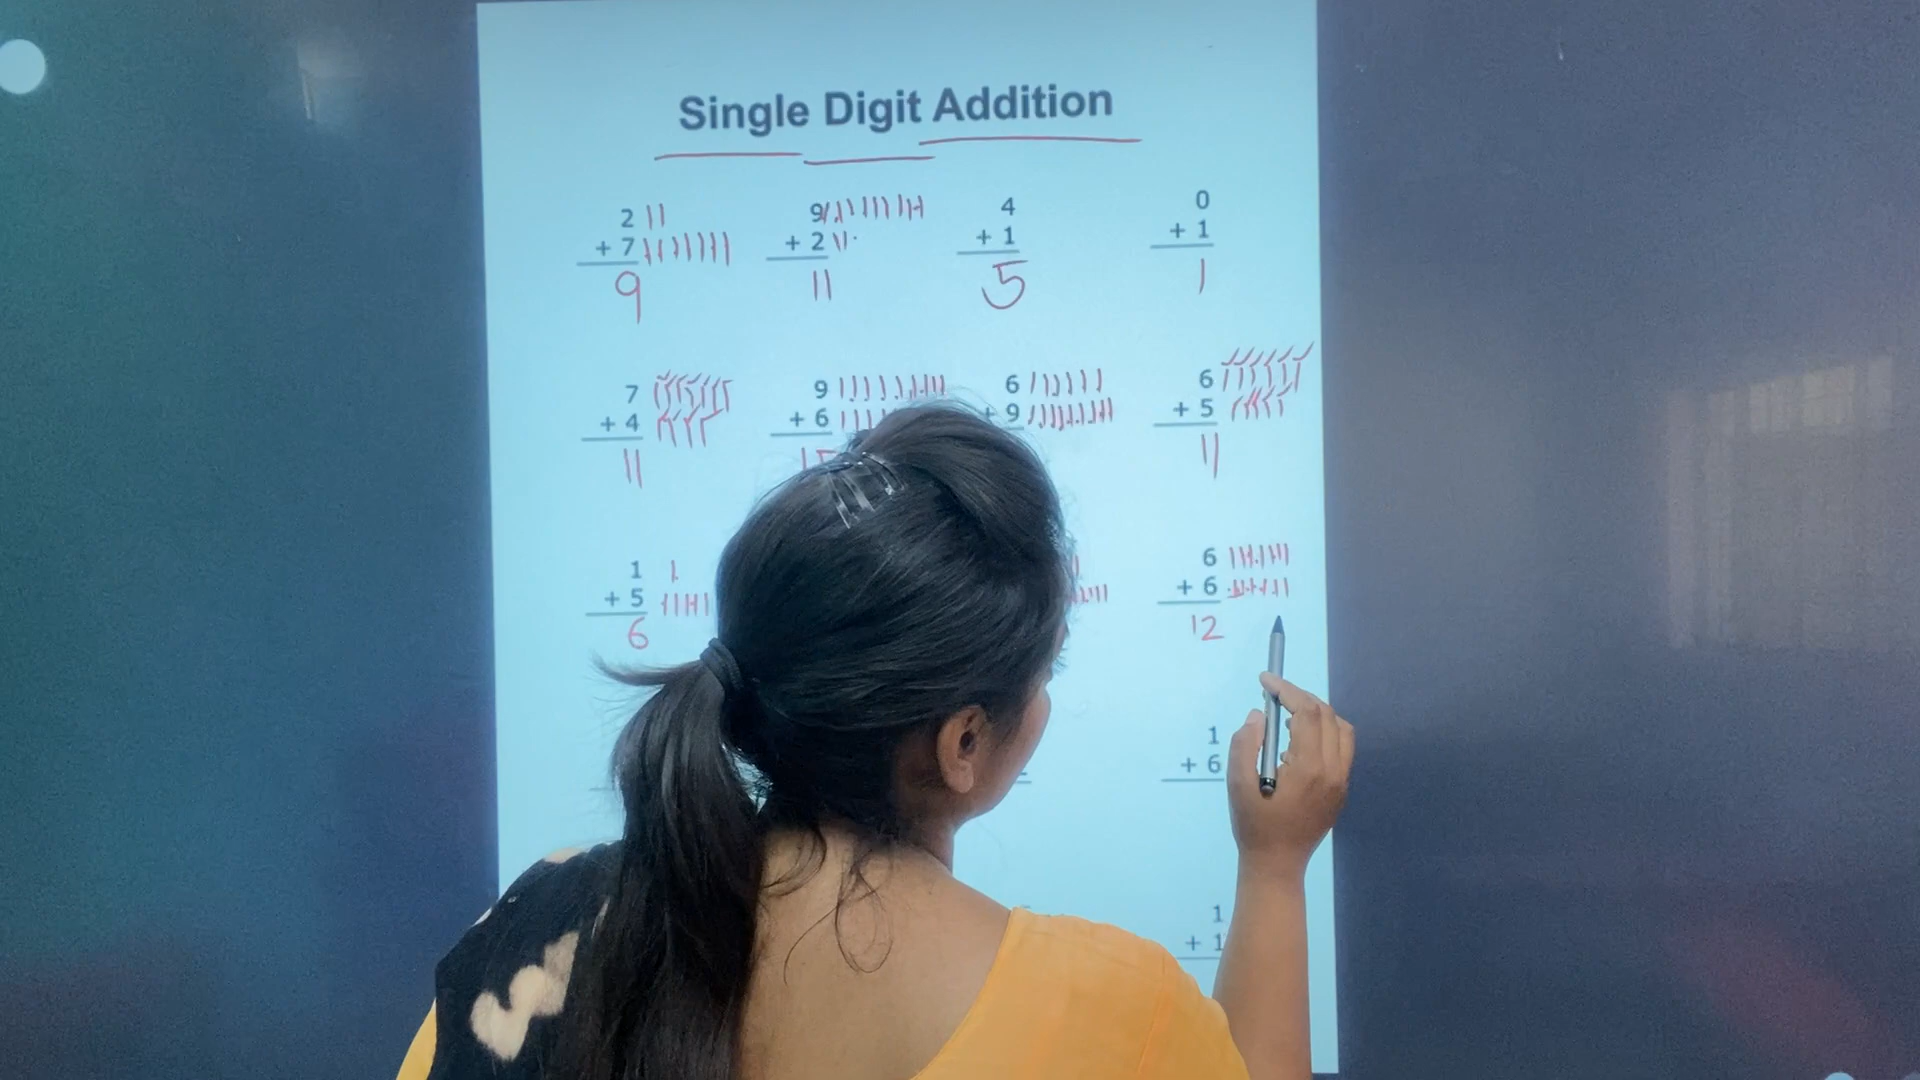 Single Digit Addition
2 9 4 0
+ 7 + 2 + 1 + 1
9 11 5 1
7 9 6 6
+ 4 + 6 + 9 + 5
11 11
1 6
+ 5 + 6
6 12
1
+ 6
1
+ 1